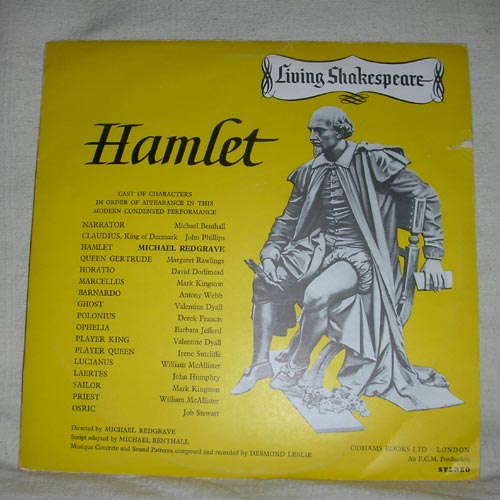 Living Shakespeare
Hamlet
CAST OF CHARACTERS
IN ORDER OF APPEARANCE IN THIS
MODERN CONDENSED PERFORMANCE
NARRATOR Michael Benthall
CLAUDIUS, King of Denmark John Phillips
HAMLET MICHAEL REDGRAVE
QUEEN GERTRUDE Margaret Rawlings
HORATIO David Dodimead
MARCELLUS Mark Kingston
BARNARDO Antony Webb
GHOST Valentine Dyall
POLONIUS Derek Francis
OPHELIA Barbara Jefford
PLAYER KING Valentine Dyall
PLAYER QUEEN Irene Sutcliffe
LUCIANUS William McAllister
LAERTES John Humphry
SAILOR Mark Kingston
PRIEST William McAllister
OSRIC Job Stewart
Directed by MICHAEL REDGRAVE
Script adapted by MICHAEL BENTHALL
Musique Concrete and Sound Patterns composed and recorded by DESMOND LESLIE
ODHAMS BOOKS LTD - LONDON
An F.C.M. Production
STEREO